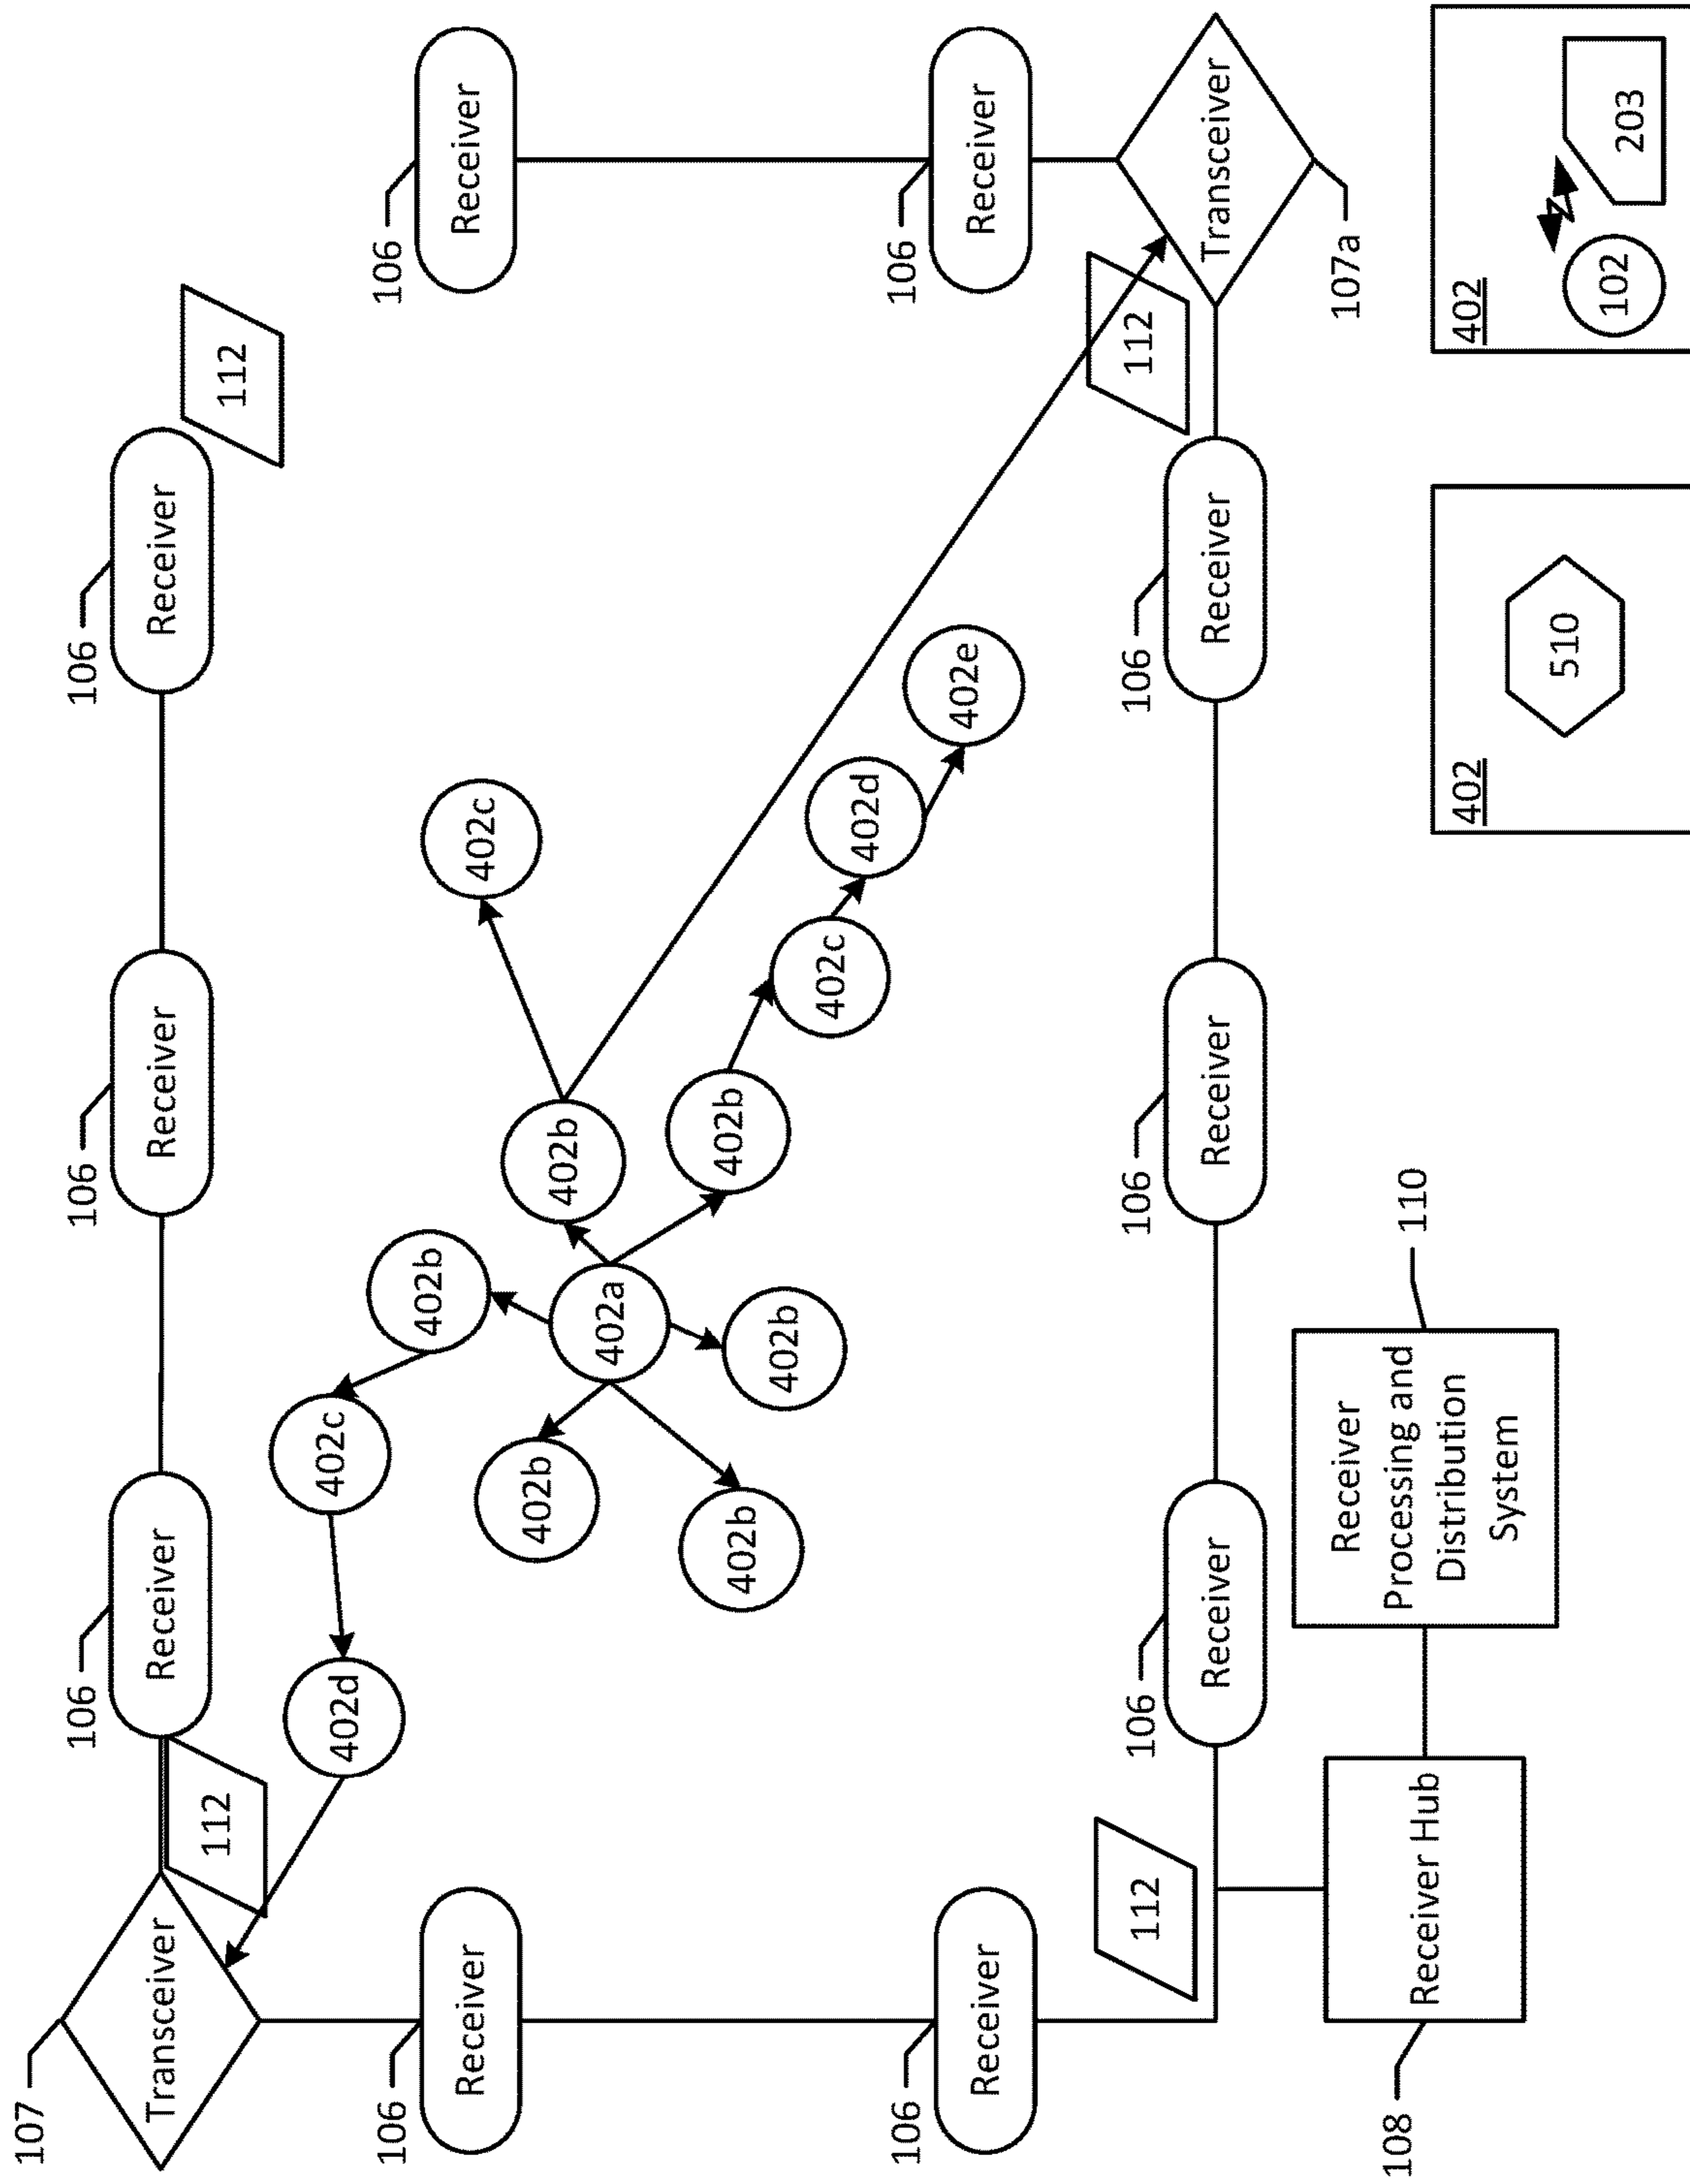 107
106
106
106
Transceiver
Receiver
Receiver
Receiver
112
112
402c
402d
106
106
402b
Receiver
402c
Receiver
402b
402b
402a
402b
402b
402b
402c
402d
106
106
402e
Receiver
Receiver
112
106
106
106
112
Receiver
Receiver
Receiver
Transceiver
107a
108
Receiver Hub
Receiver
Processing and
Distribution
System
110
402
510
402
102
203